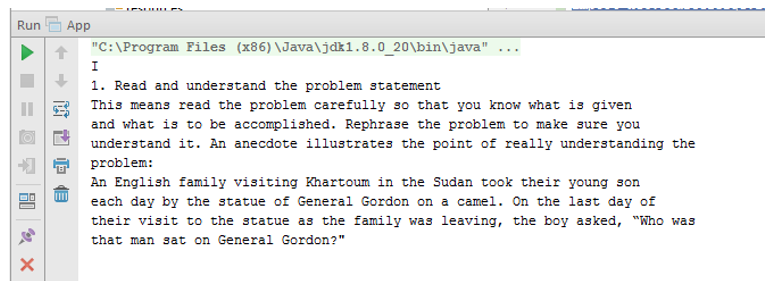 Run App
"C:\Program Files (x86)\Java\jdk1.8.0_20\bin\java" ...
I
1. Read and understand the problem statement
This means read the problem carefully so that you know what is given
and what is to be accomplished. Rephrase the problem to make sure you
understand it. An anecdote illustrates the point of really understanding the
problem:
An English family visiting Khartoum in the Sudan took their young son
each day by the statue of General Gordon on a camel. On the last day of
their visit to the statue as the family was leaving, the boy asked, “Who was
that man sat on General Gordon?"